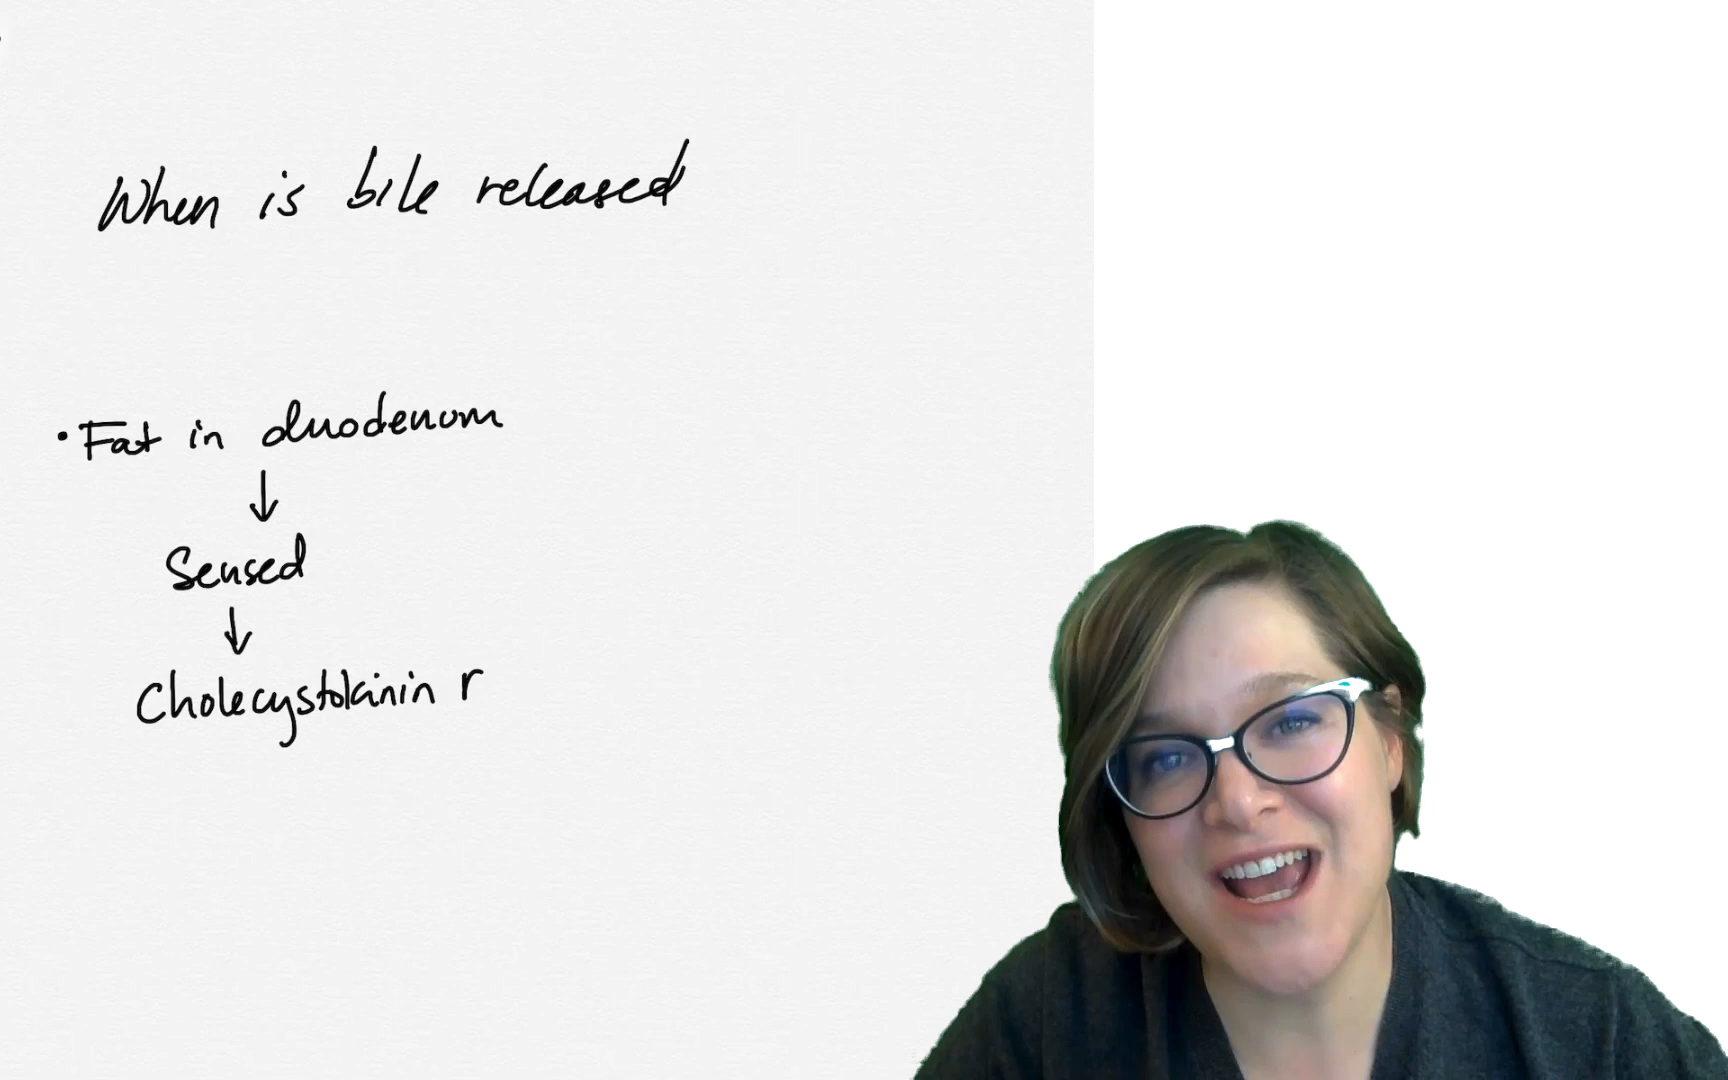 When is bile released
• Fat in duodenum
↓
Sensed
↓
Cholecystokinin r